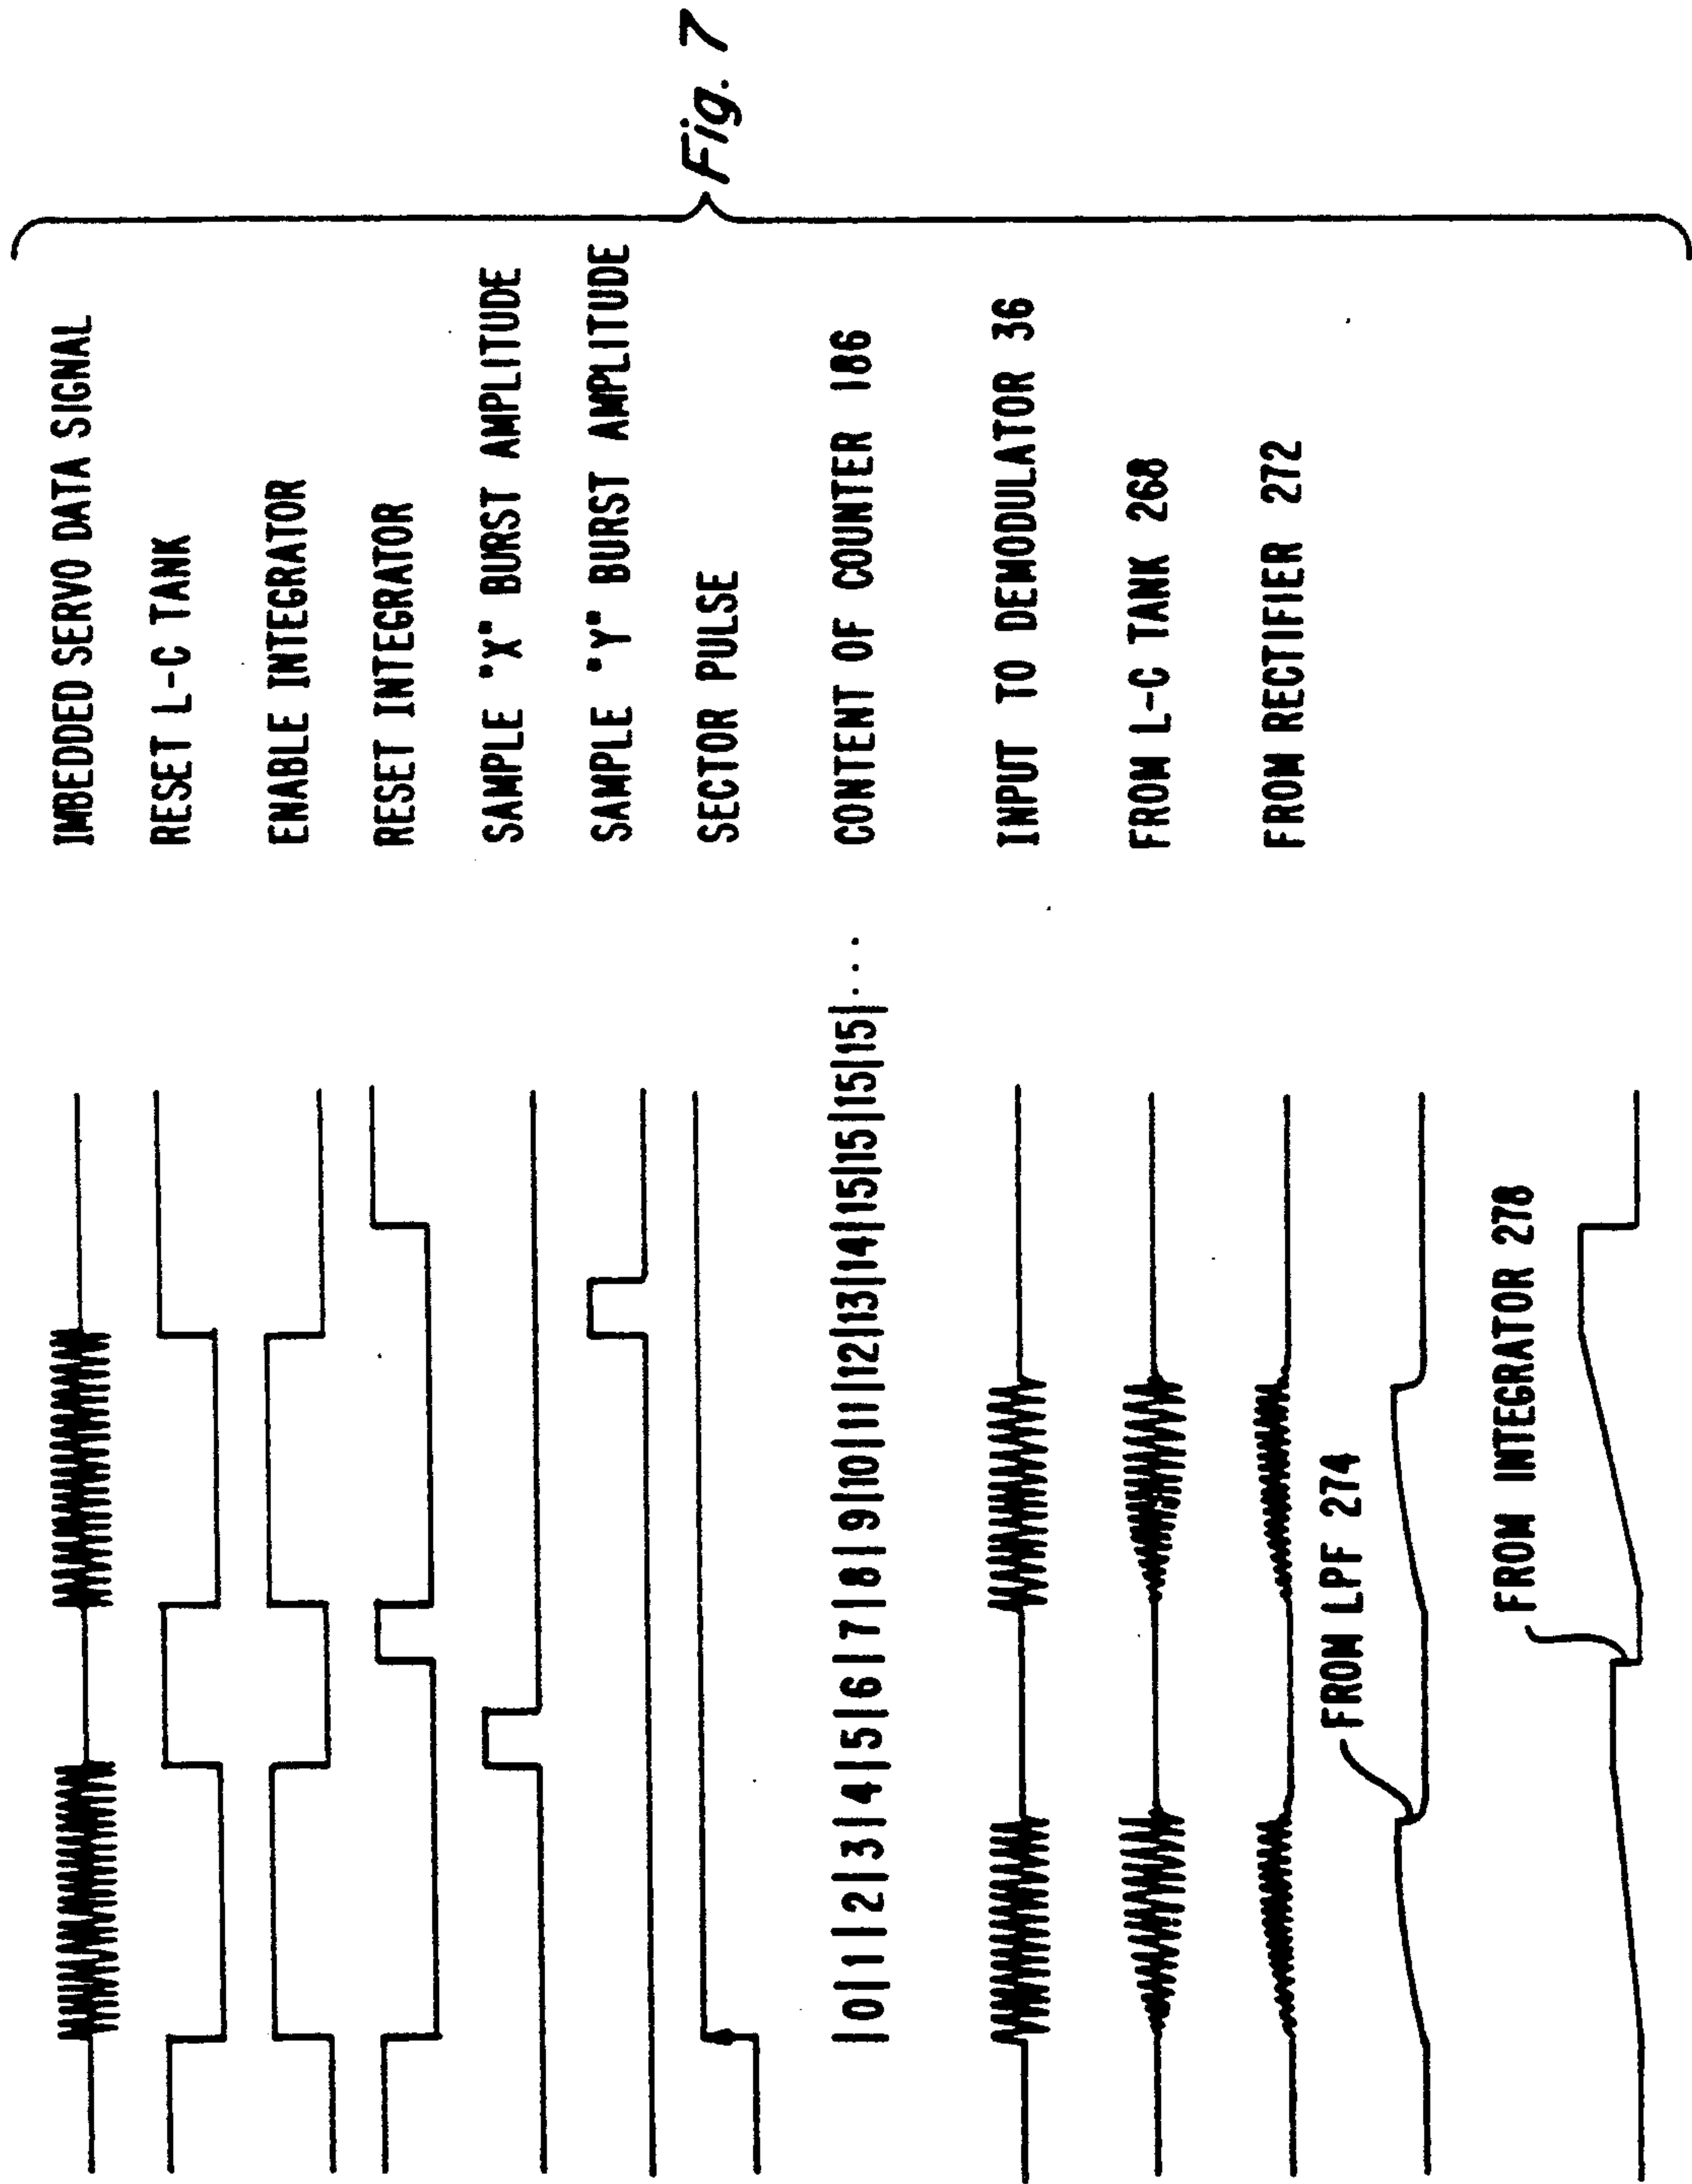 IMBEDDED SERVO DATA SIGNAL
RESET L-C TANK
ENABLE INTEGRATOR
RESET INTEGRATOR
SAMPLE "X" BURST AMPLITUDE
SAMPLE "Y" BURST AMPLITUDE
SECTOR PULSE
|0|1|2|3|4|5|6|7|8|9|10|11|12|13|14|15|15|15|15|...
CONTENT OF COUNTER 186
INPUT TO DEMODULATOR 36
FROM L-C TANK 268
FROM RECTIFIER 272
FROM LPF 274
FROM INTEGRATOR 278
Fig. 7